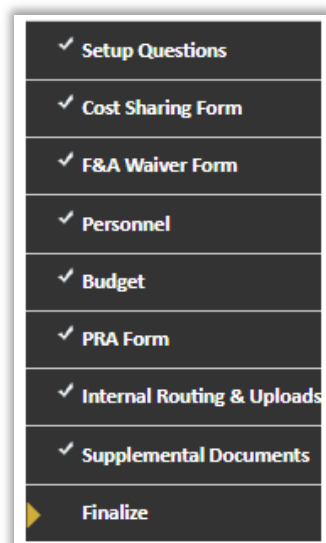 Setup Questions
Cost Sharing Form
F&A Waiver Form
Personnel
Budget
PRA Form
Internal Routing & Uploads
Supplemental Documents
Finalize